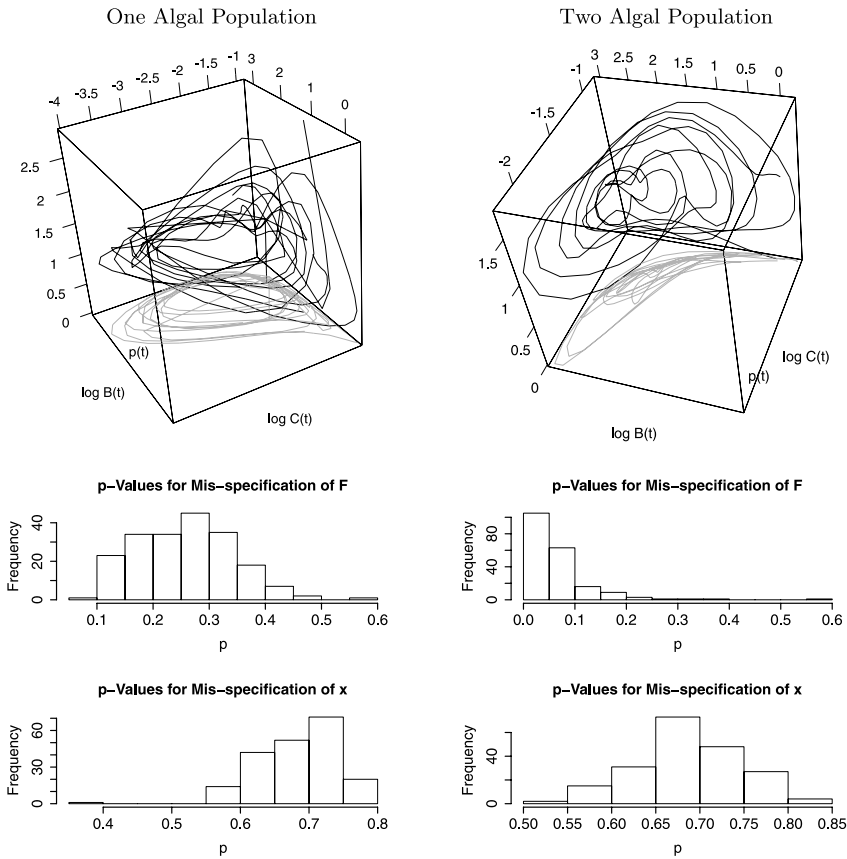 One Algal Population
Two Algal Population
-4 -3.5 -3 -2.5 -2 -1.5 -1 3 2 1 0
2.5
2
1.5
1
0.5
0
p(t)
log B(t)
log C(t)
-2 -1.5 -1 3 2.5 2 1.5 1 0.5 0
1.5
1
0.5
0
log C(t)
p(t)
log B(t)
p−Values for Mis−specification of F
Frequency
0 20 40
0.1 0.2 0.3 0.4 0.5 0.6
p
p−Values for Mis−specification of F
Frequency
0 40 80
0.0 0.1 0.2 0.3 0.4 0.5 0.6
p
p−Values for Mis−specification of x
Frequency
0 30 60
0.4 0.5 0.6 0.7 0.8
p
p−Values for Mis−specification of x
Frequency
0 40
0.50 0.55 0.60 0.65 0.70 0.75 0.80 0.85
p